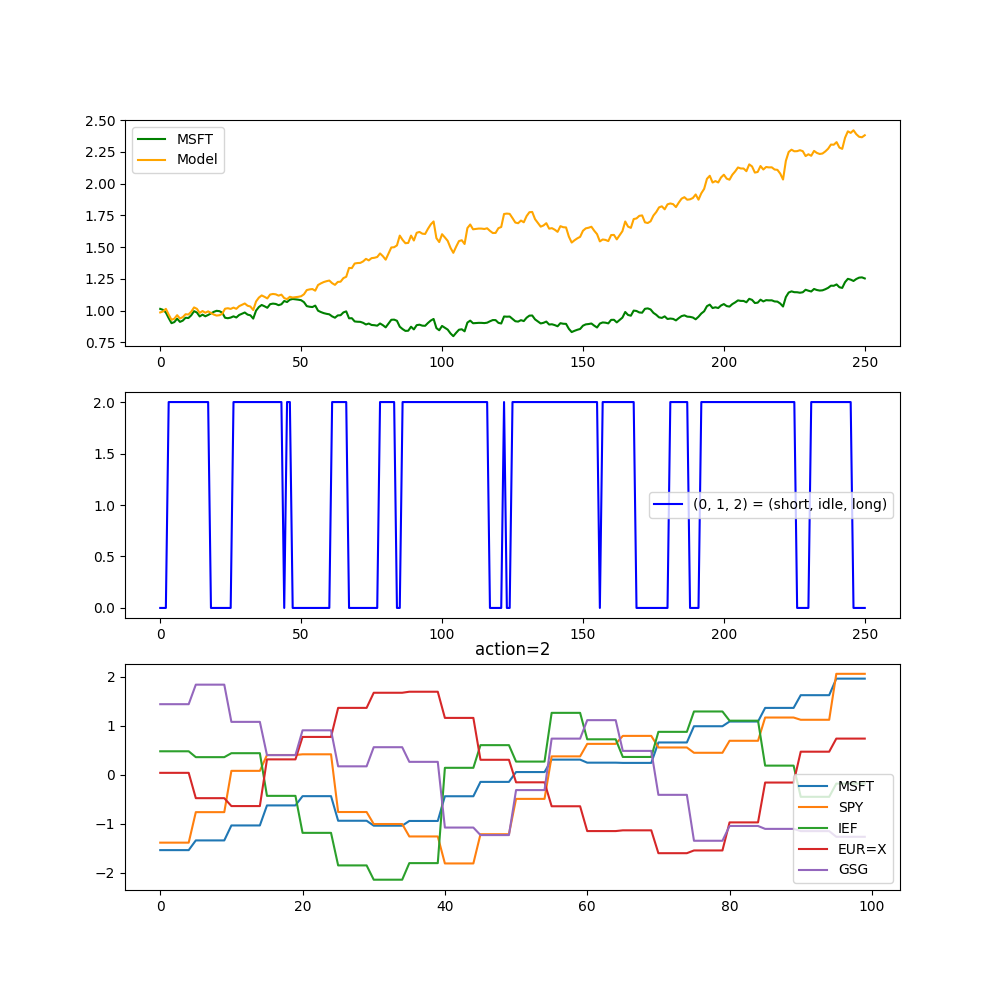 2.50
2.25
2.00
1.75
1.50
1.25
1.00
0.75
MSFT
Model
0 50 100 150 200 250
2.0
1.5
1.0
0.5
0.0
(0, 1, 2) = (short, idle, long)
0 50 100 150 200 250
action=2
2
1
0
−1
−2
MSFT
SPY
IEF
EUR=X
GSG
0 20 40 60 80 100